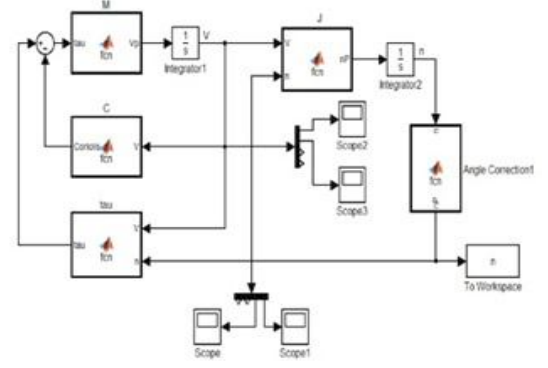 M
tau fcn Vp
1
s
Integrator1
V
J
V
n
fcn
nP
1
s
Integrator2
n
C
Coriolis fcn V
Scope2
Scope3
fcn
Angle Correction1
tau
tau fcn
V
n
n
To Workspace
Scope
Scope1